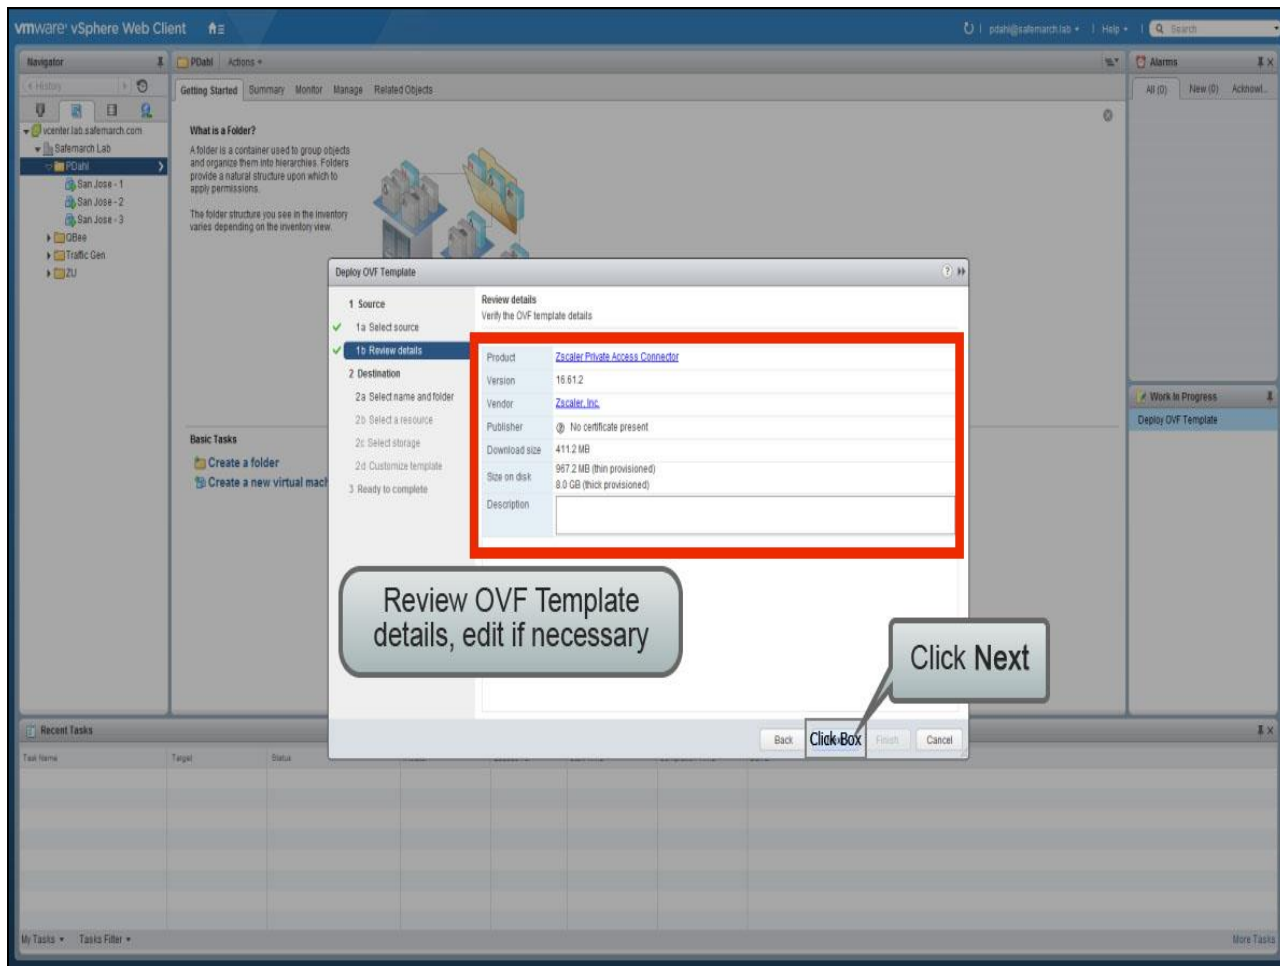 vmware® vSphere Web Client
pdahl@safemarch.lab
Help
Search
Navigator
PDahl Actions
Alarms
History
Getting Started Summary Monitor Manage Related Objects
All (0) New (0) Acknowl...
vcenter.lab.safemarch.com
Safemarch Lab
PDahl
San Jose - 1
San Jose - 2
San Jose - 3
QBee
Traffic Gen
ZU
What is a Folder?
A folder is a container used to group objects
and organize them into hierarchies. Folders
provide a natural structure upon which to
apply permissions.
The folder structure you see in the inventory
varies depending on the inventory view.
Basic Tasks
Create a folder
Create a new virtual mach
Deploy OVF Template
1 Source
1a Select source
1b Review details
2 Destination
2a Select name and folder
2b Select a resource
2c Select storage
2d Customize template
3 Ready to complete
Review details
Verify the OVF template details
Product Zscaler Private Access Connector
Version 16.61.2
Vendor Zscaler, Inc.
Publisher No certificate present
Download size 411.2 MB
Size on disk 967.2 MB (thin provisioned)
8.0 GB (thick provisioned)
Description
Review OVF Template
details, edit if necessary
Click Next
Back Click Box Finish Cancel
Work In Progress
Deploy OVF Template
Recent Tasks
Task Name Target Status
My Tasks Tasks Filter
More Tasks